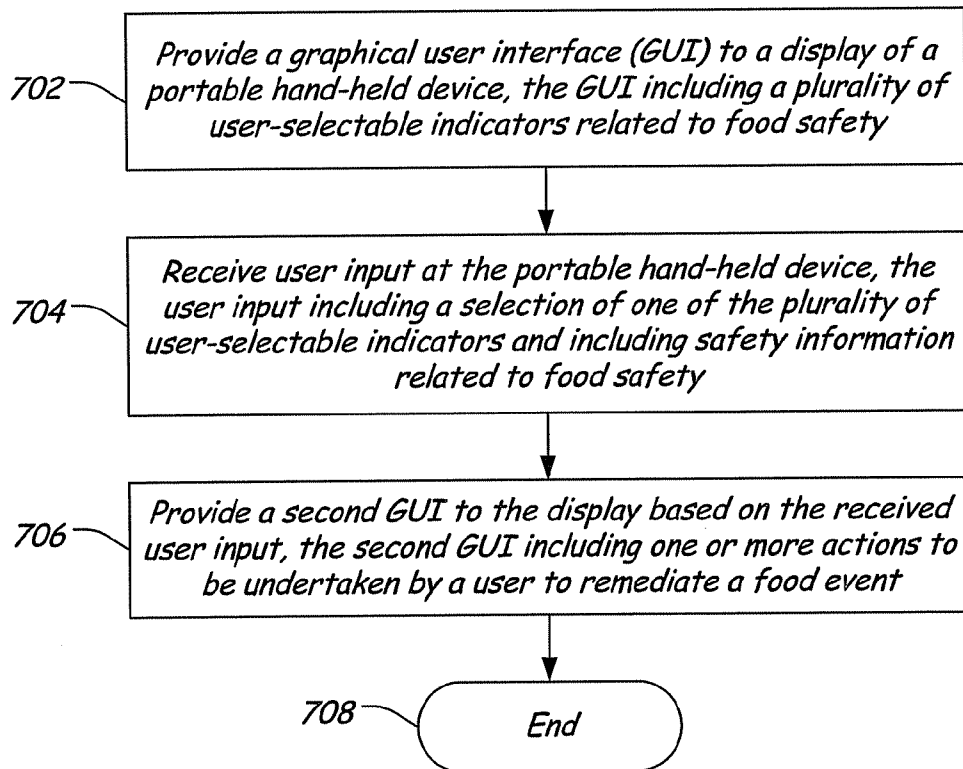 702
Provide a graphical user interface (GUI) to a display of a
portable hand-held device, the GUI including a plurality of
user-selectable indicators related to food safety
704
Receive user input at the portable hand-held device, the
user input including a selection of one of the plurality of
user-selectable indicators and including safety information
related to food safety
706
Provide a second GUI to the display based on the received
user input, the second GUI including one or more actions to
be undertaken by a user to remediate a food event
708
End